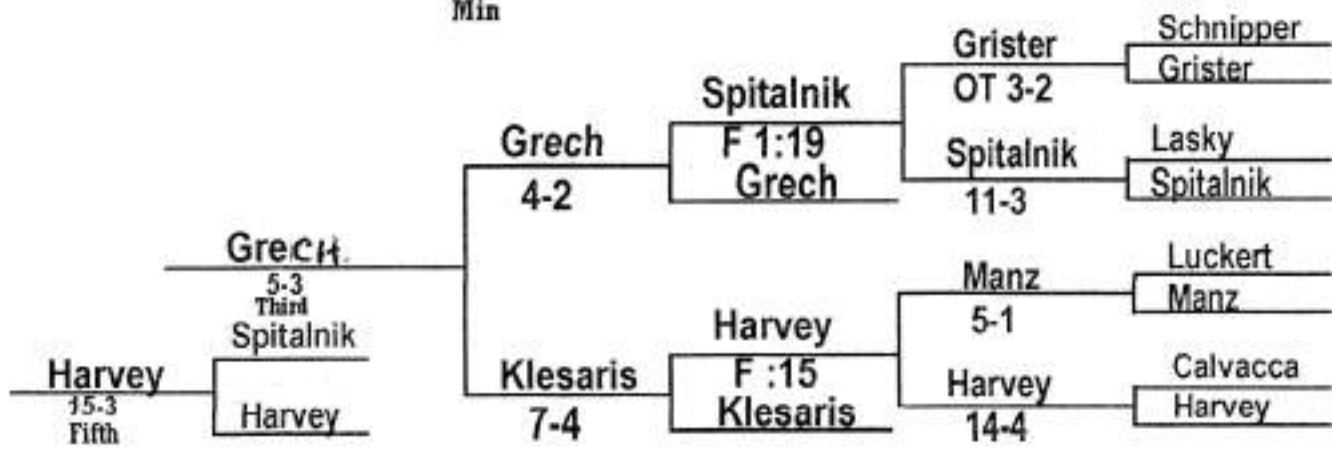 Min
Grister
Schnipper
OT 3-2
Grister
Spitalnik
F 1:19
Grech
Grech
4-2
Spitalnik
11-3
Lasky
Spitalnik
GreCH.
5-3
Third
Manz
5-1
Luckert
Manz
Harvey
F :15
Klesaris
Klesaris
7-4
Harvey
14-4
Calvacca
Harvey
Spitalnik
Harvey
Harvey
15-3
Fifth